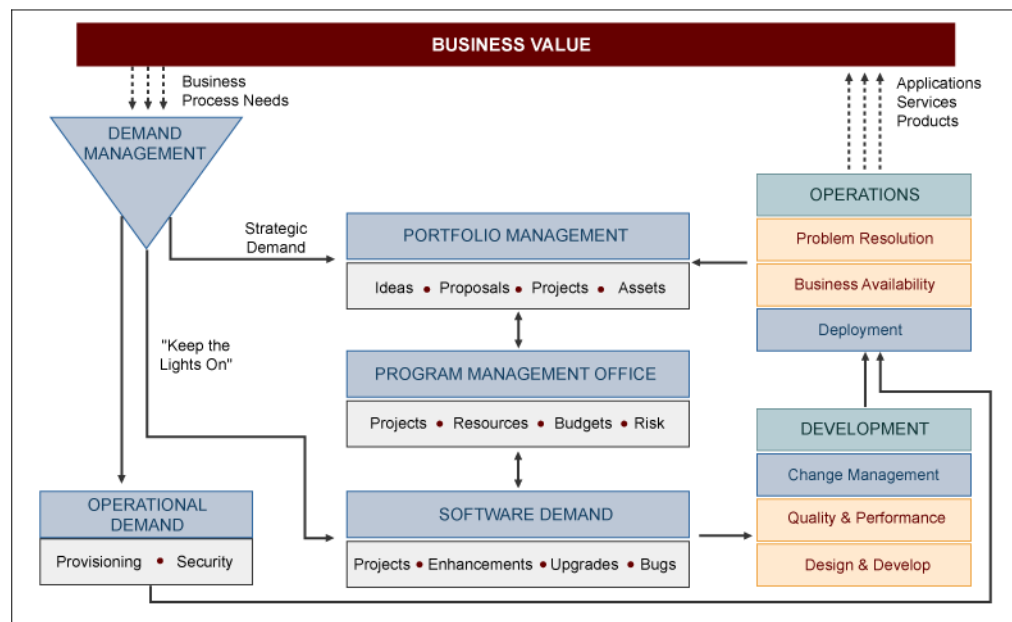 BUSINESS VALUE
Business
Process Needs
Applications
Services
Products
DEMAND
MANAGEMENT
OPERATIONS
Strategic
Demand
PORTFOLIO MANAGEMENT
Problem Resolution
Ideas • Proposals • Projects • Assets
Business Availability
Deployment
"Keep the
Lights On"
PROGRAM MANAGEMENT OFFICE
Projects • Resources • Budgets • Risk
DEVELOPMENT
Change Management
OPERATIONAL
DEMAND
SOFTWARE DEMAND
Quality & Performance
Provisioning • Security
Projects • Enhancements • Upgrades • Bugs
Design & Develop